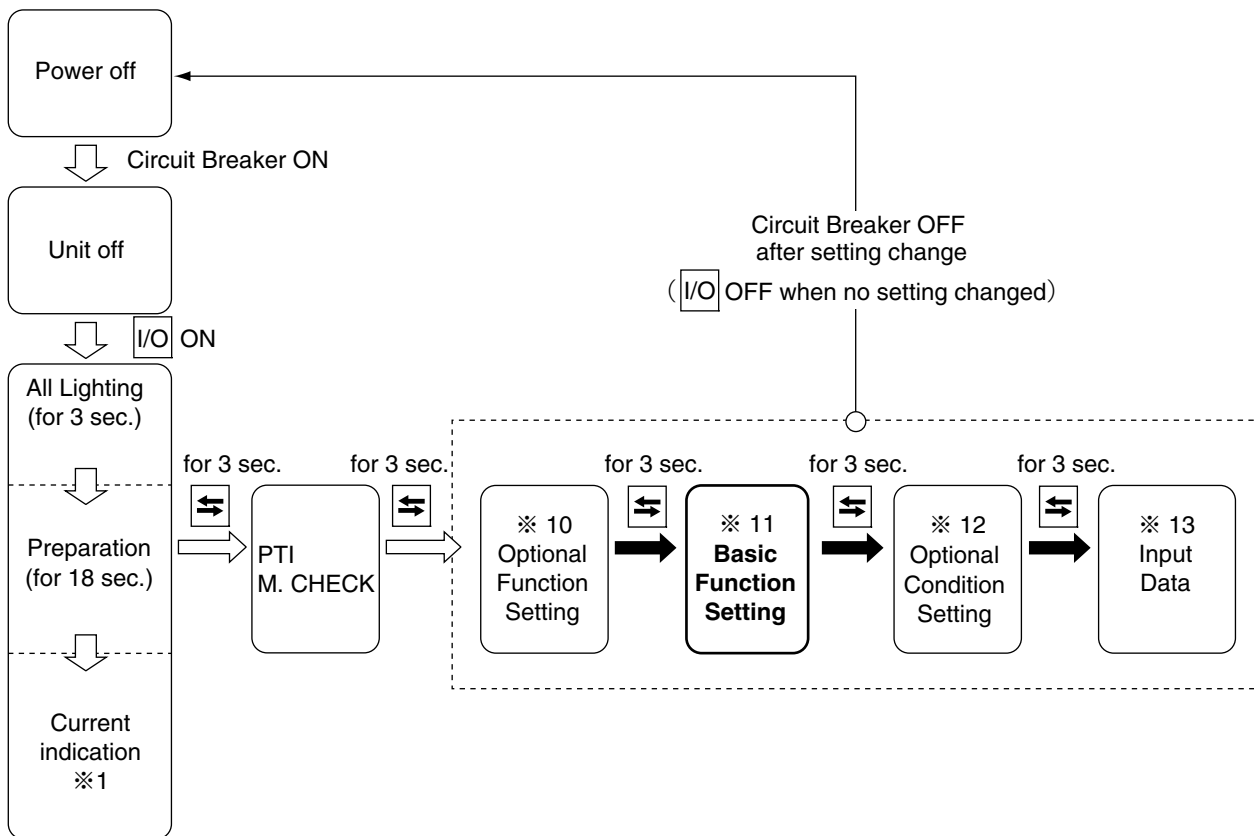 Power off
Circuit Breaker ON
Unit off
I/O ON
All Lighting
(for 3 sec.)
Preparation
(for 18 sec.)
Current
indication
※1
for 3 sec.
PTI
M. CHECK
for 3 sec.
Circuit Breaker OFF
after setting change
( I/O OFF when no setting changed)
※ 10
Optional
Function
Setting
for 3 sec.
※ 11
Basic
Function
Setting
for 3 sec.
※ 12
Optional
Condition
Setting
for 3 sec.
※ 13
Input
Data